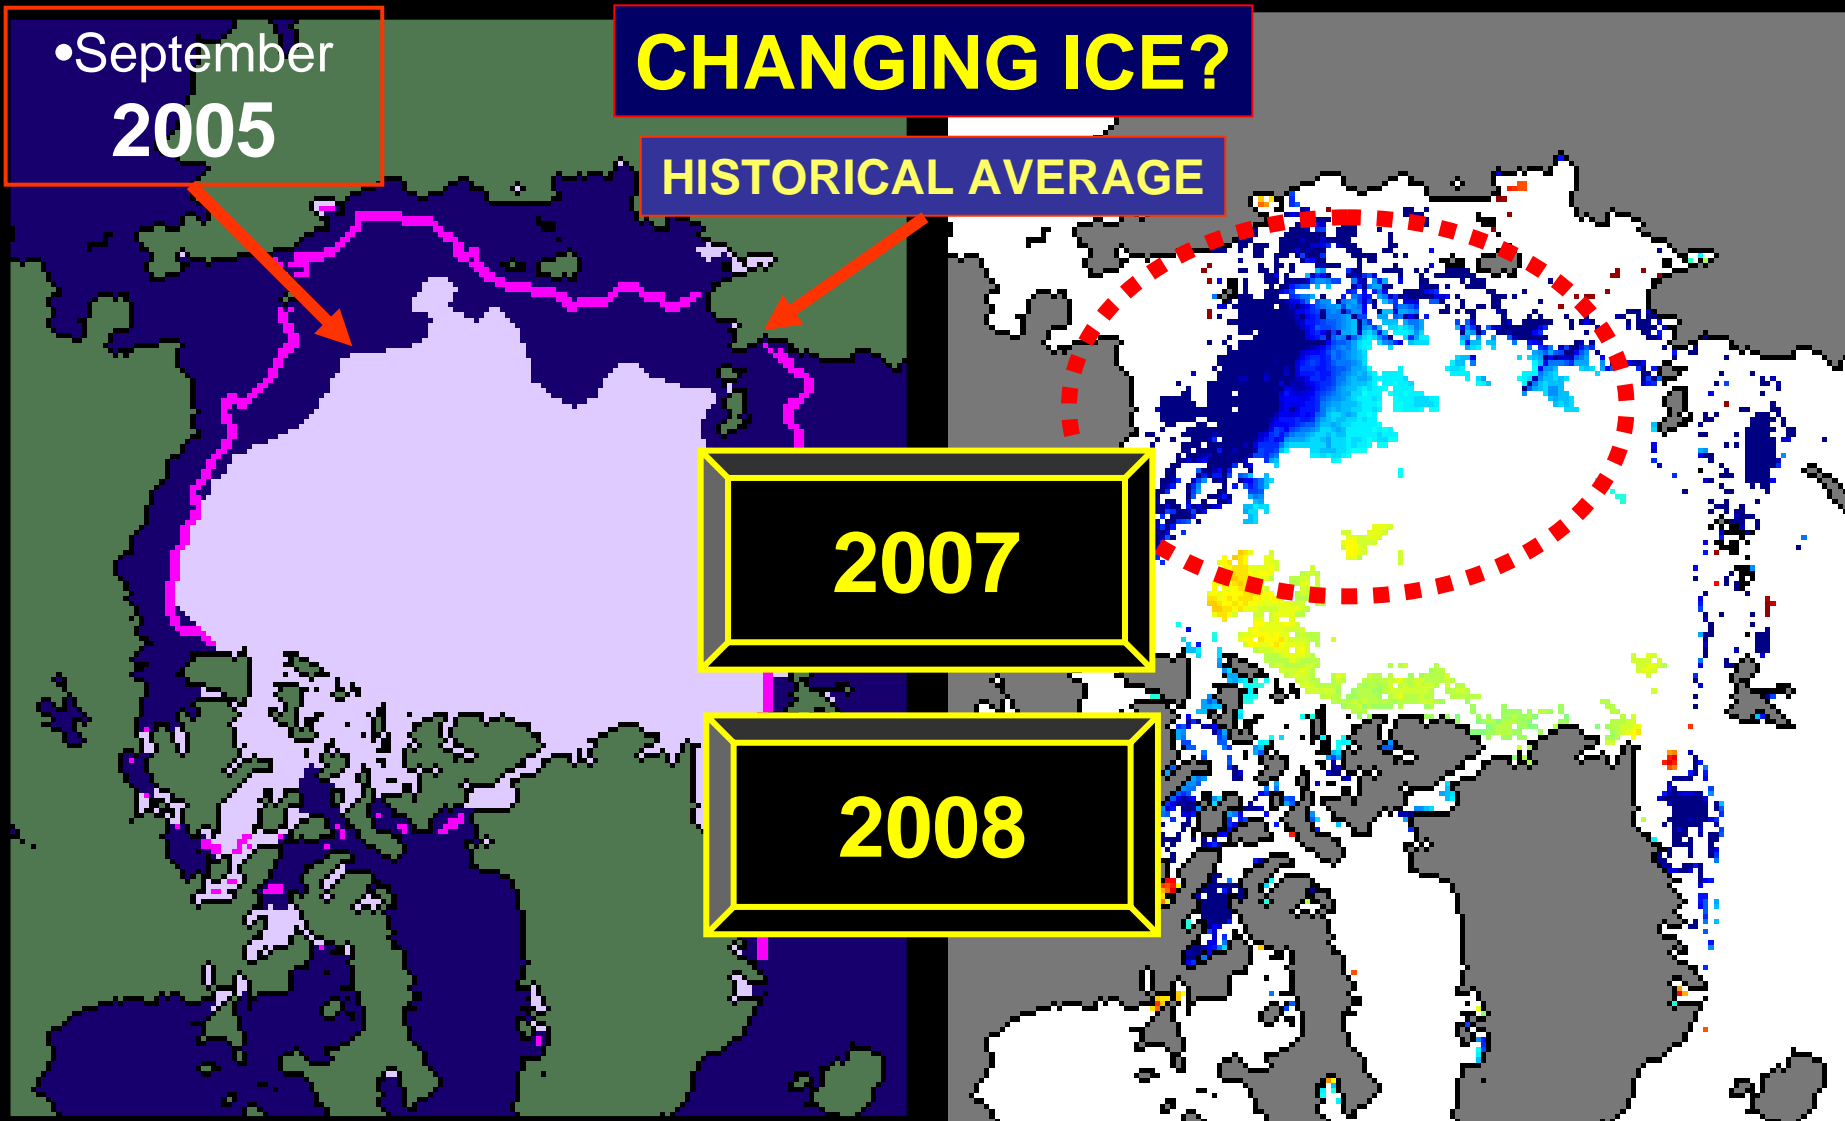 •September
2005
CHANGING ICE?
HISTORICAL AVERAGE
2007
2008